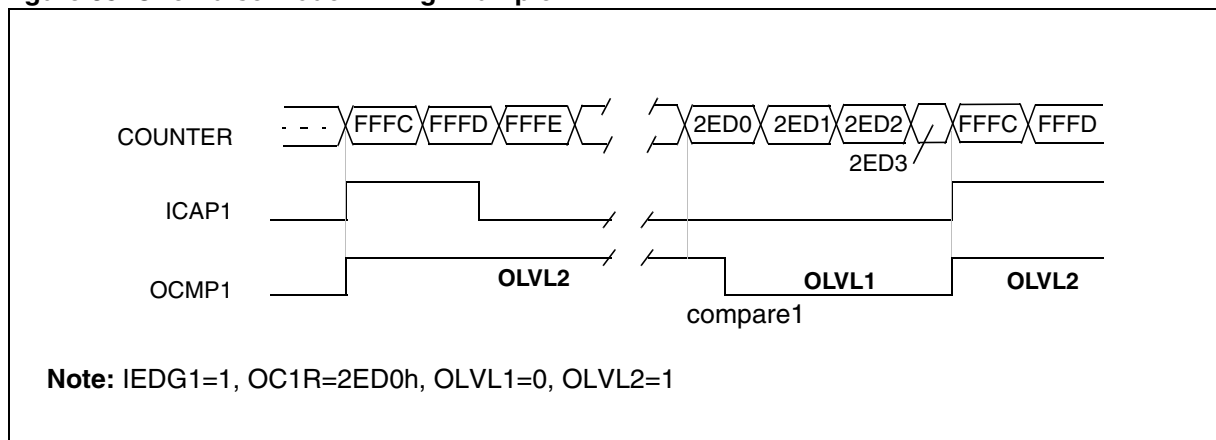 COUNTER - - - FFFC FFFD FFFE 2ED0 2ED1 2ED2 FFFC FFFD
2ED3
ICAP1
OCMP1 OLVL2 OLVL1 OLVL2
compare1
Note: IEDG1=1, OC1R=2ED0h, OLVL1=0, OLVL2=1